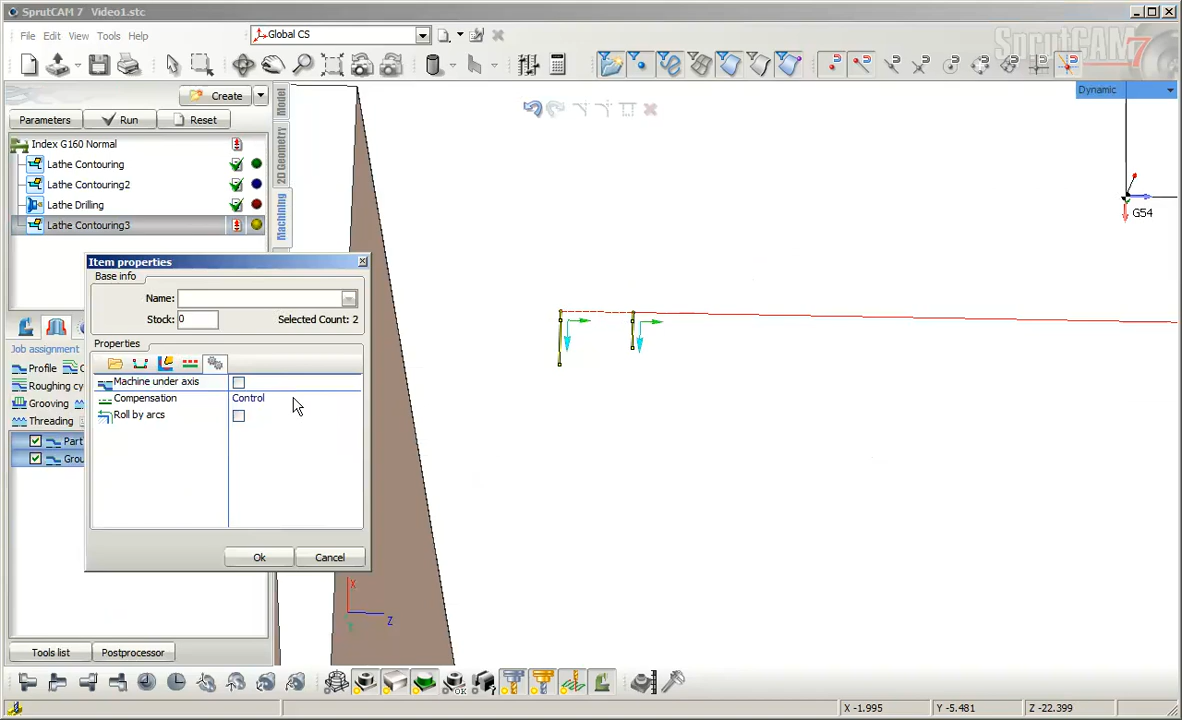 SprutCAM 7 Video1.stc
File Edit View Tools Help
Global CS
SprutCAM 7
Create
Parameters Run Reset
Model
2D Geometry
Machining
Dynamic
Index G160 Normal
Lathe Contouring
Lathe Contouring2
Lathe Drilling
Lathe Contouring3
G54
Item properties
Base info
Name:
Stock: 0 Selected Count: 2
Properties
Machine under axis
Compensation Control
Roll by arcs
Ok Cancel
Job assignment
Profile
Roughing cy
Grooving
Threading
Part
Grou
X
Z
Y
Tools list Postprocessor
OK
X -1.995 Y -5.481 Z -22.399